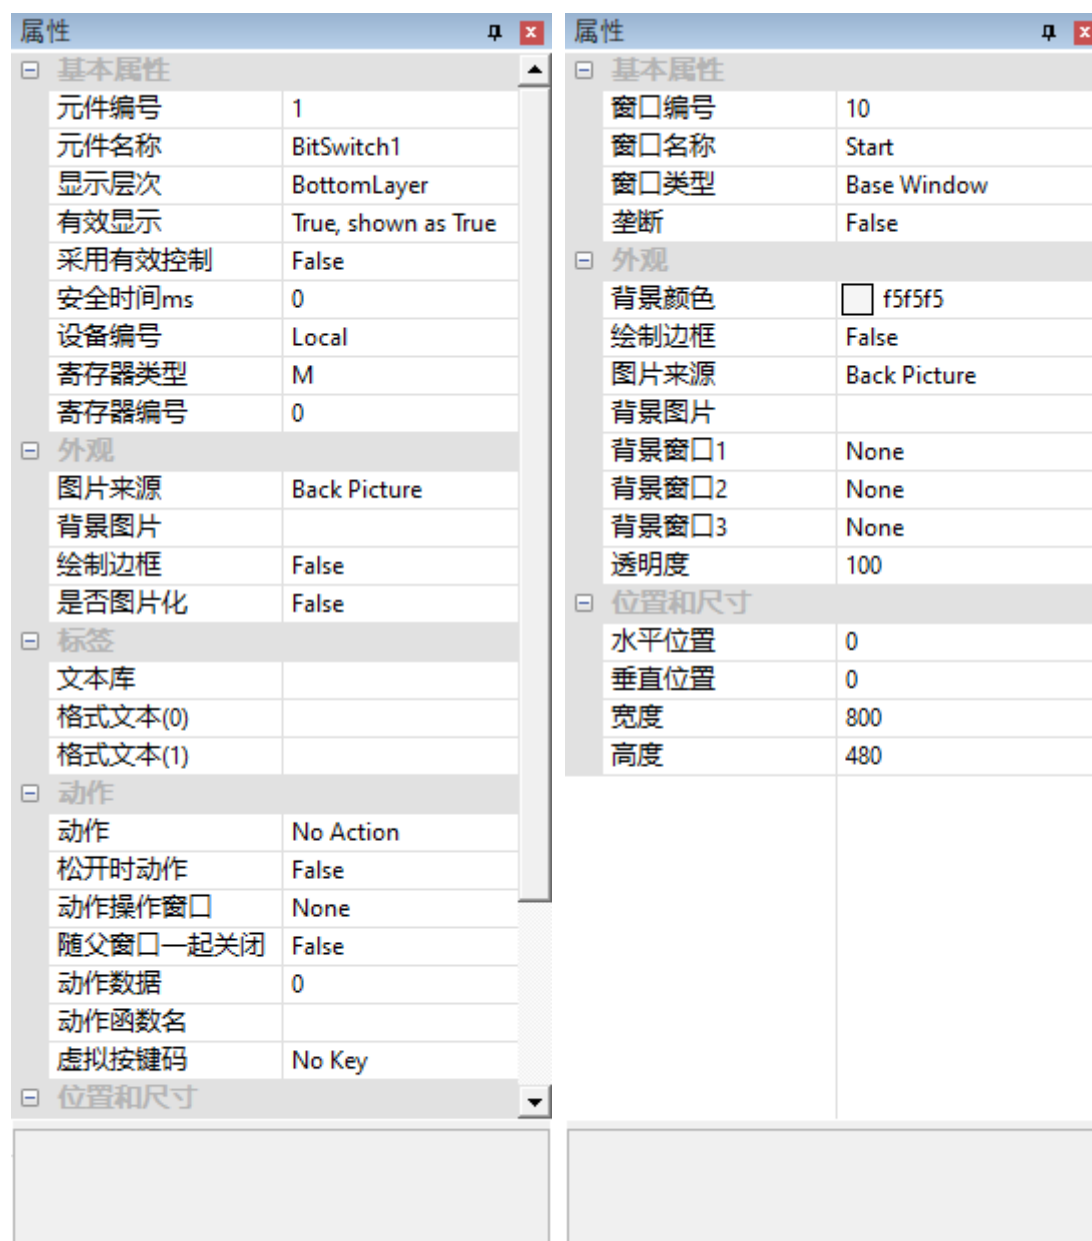 属性
基本属性
元件编号 1
元件名称 BitSwitch1
显示层次 BottomLayer
有效显示 True, shown as True
采用有效控制 False
安全时间ms 0
设备编号 Local
寄存器类型 M
寄存器编号 0
外观
图片来源 Back Picture
背景图片
绘制边框 False
是否图片化 False
标签
文本库
格式文本(0)
格式文本(1)
动作
动作 No Action
松开时动作 False
动作操作窗口 None
随父窗口一起关闭 False
动作数据 0
动作函数名
虚拟按键码 No Key
位置和尺寸
属性
基本属性
窗口编号 10
窗口名称 Start
窗口类型 Base Window
垄断 False
外观
背景颜色 f5f5f5
绘制边框 False
图片来源 Back Picture
背景图片
背景窗口1 None
背景窗口2 None
背景窗口3 None
透明度 100
位置和尺寸
水平位置 0
垂直位置 0
宽度 800
高度 480